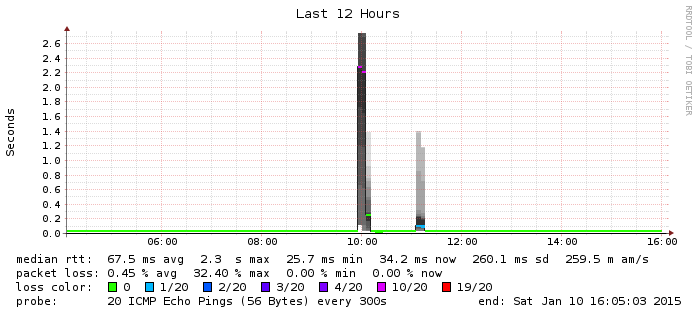 Last 12 Hours
RRDTOOL / TOBI OETIKER
Seconds
2.6
2.4
2.2
2.0
1.8
1.6
1.4
1.2
1.0
0.8
0.6
0.4
0.2
0.0
06:00 08:00 10:00 12:00 14:00 16:00
median rtt: 67.5 ms avg 2.3 s max 25.7 ms min 34.2 ms now 260.1 ms sd 259.5 m am/s
packet loss: 0.45 % avg 32.40 % max 0.00 % min 0.00 % now
loss color: 0 1/20 2/20 3/20 4/20 10/20 19/20
probe: 20 ICMP Echo Pings (56 Bytes) every 300s end: Sat Jan 10 16:05:03 2015